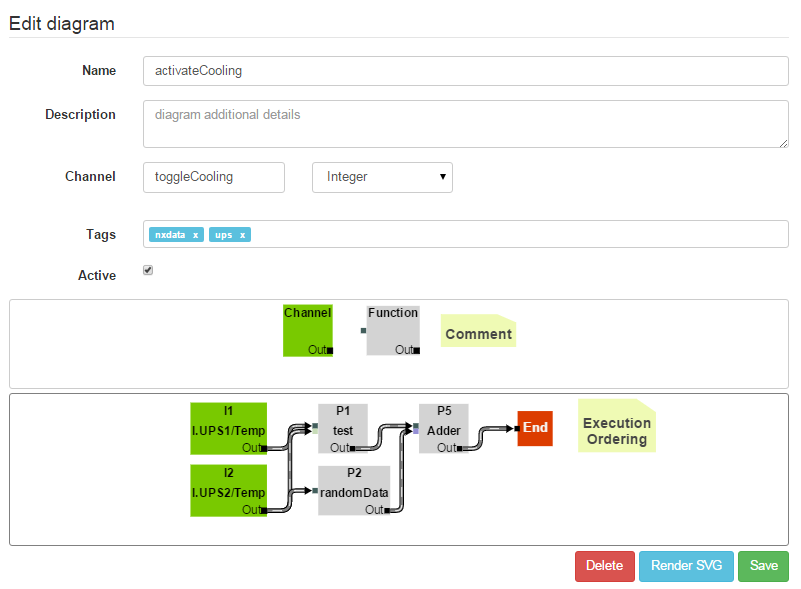 Edit diagram
Name
activateCooling
Description
diagram additional details
Channel
toggleCooling
Integer
Tags
nxdata x
ups x
Active
Channel
Out
Function
Out
Comment
I1
I.UPS1/Temp
Out
P1
test
Out
P5
Adder
Out
End
Execution
Ordering
I2
I.UPS2/Temp
Out
P2
randomData
Out
Delete
Render SVG
Save